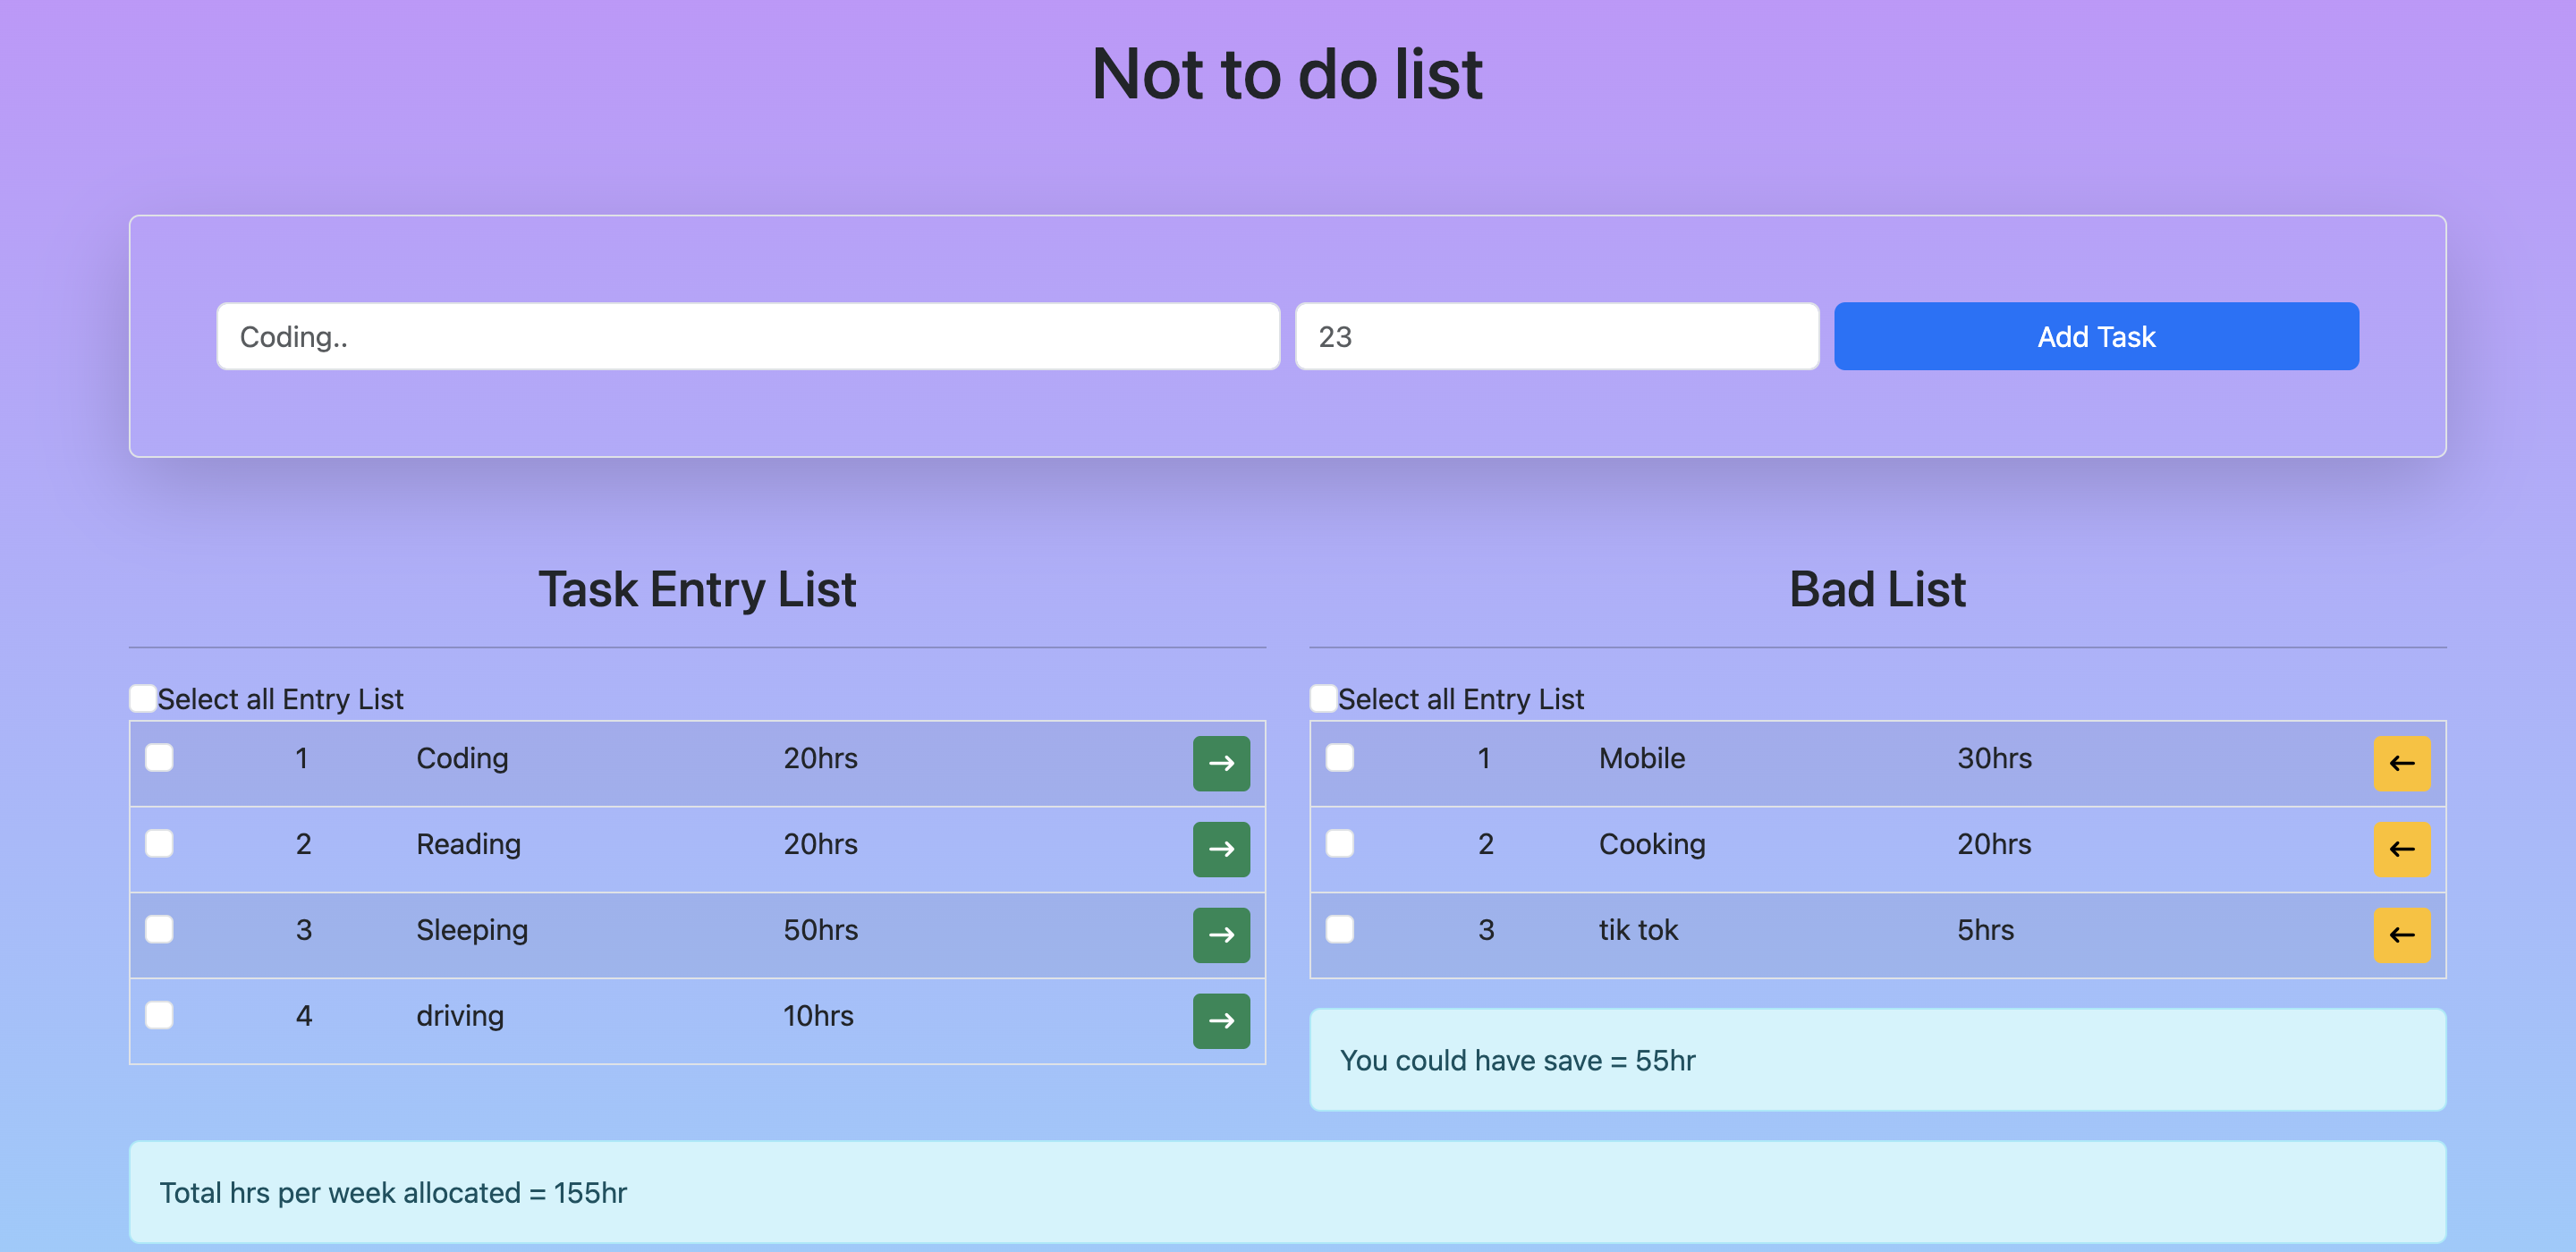 Not to do list
Coding..
23
Add Task
Task Entry List
Select all Entry List
1 Coding 20hrs →
2 Reading 20hrs →
3 Sleeping 50hrs →
4 driving 10hrs →
Bad List
Select all Entry List
1 Mobile 30hrs ←
2 Cooking 20hrs ←
3 tik tok 5hrs ←
You could have save = 55hr
Total hrs per week allocated = 155hr